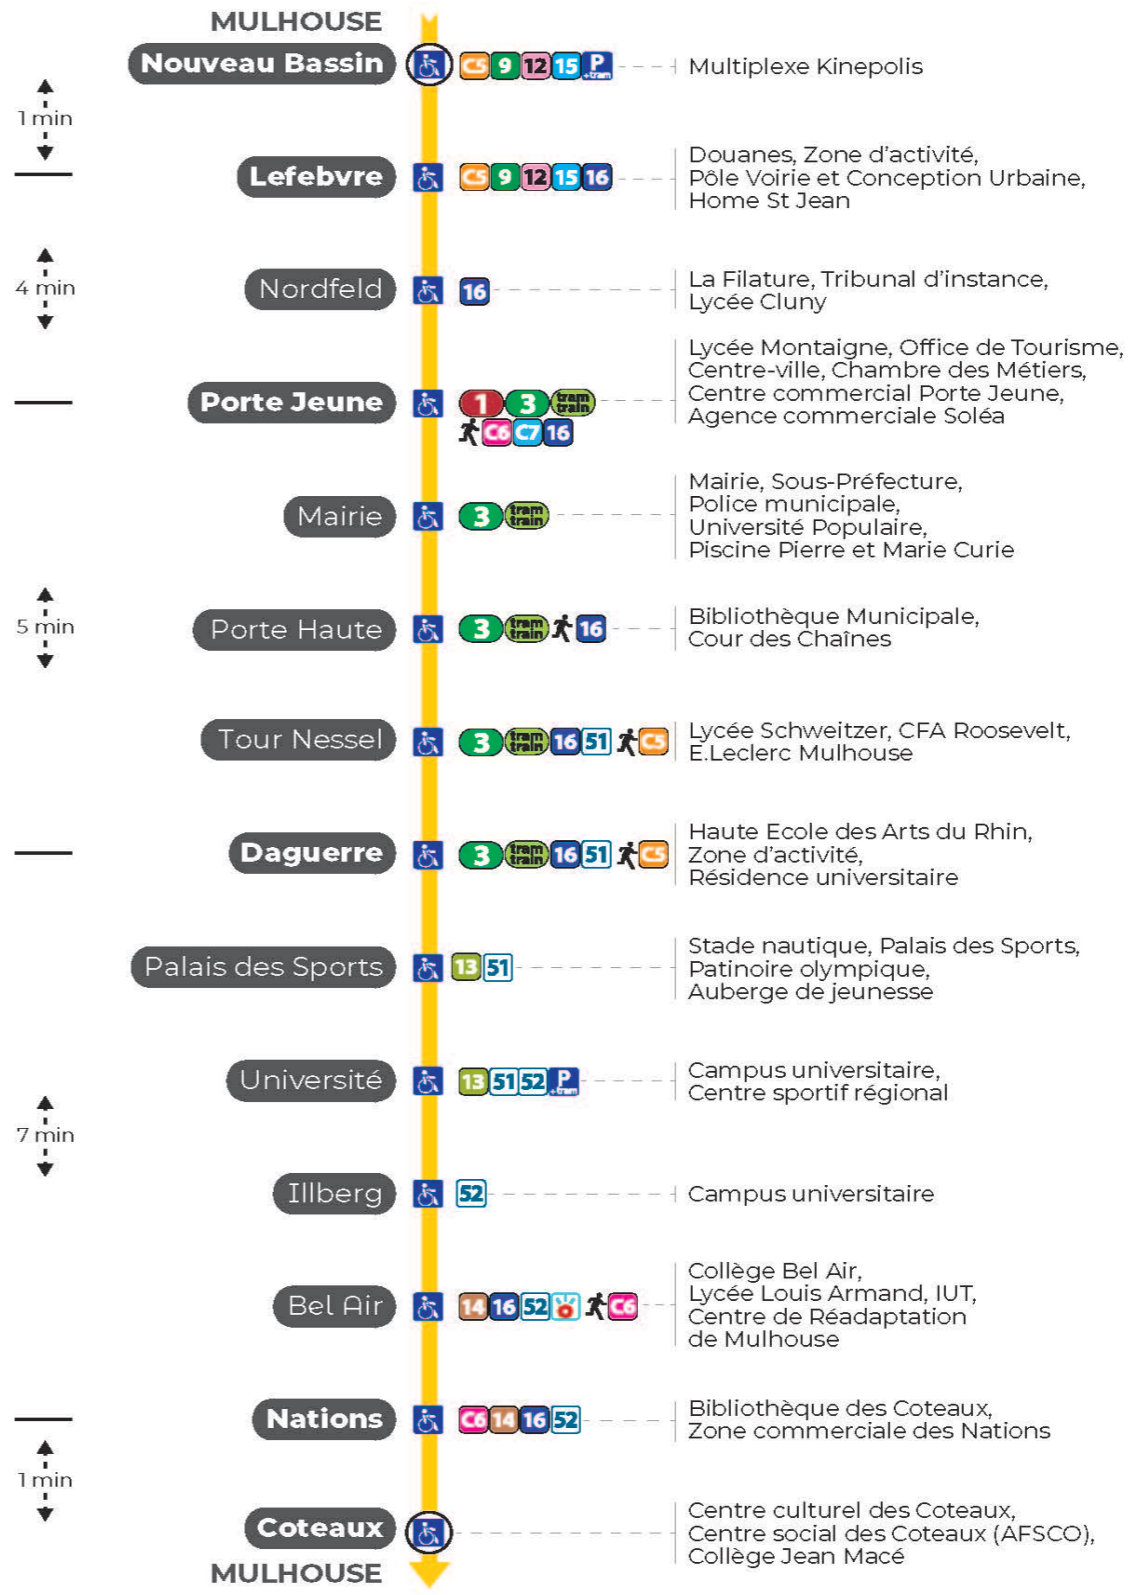 MULHOUSE
Nouveau Bassin C5 9 12 15 P +tram Multiplexe Kinepolis
1 min
Lefebvre C5 9 12 15 16 Douanes, Zone d'activité,
Pôle Voirie et Conception Urbaine,
Home St Jean
4 min
Nordfeld 16 La Filature, Tribunal d'instance,
Lycée Cluny
Porte Jeune 1 3 tram train Lycée Montaigne, Office de Tourisme,
Centre-ville, Chambre des Métiers,
Centre commercial Porte Jeune,
Agence commerciale Soléa
C6 C7 16
Mairie 3 tram train Mairie, Sous-Préfecture,
Police municipale,
Université Populaire,
Piscine Pierre et Marie Curie
5 min
Porte Haute 3 tram train 16 Bibliothèque Municipale,
Cour des Chaînes
Tour Nessel 3 tram train 16 51 C5 Lycée Schweitzer, CFA Roosevelt,
E.Leclerc Mulhouse
Daguerre 3 tram train 16 51 C5 Haute Ecole des Arts du Rhin,
Zone d'activité,
Résidence universitaire
Palais des Sports 13 51 Stade nautique, Palais des Sports,
Patinoire olympique,
Auberge de jeunesse
Université 13 51 52 P +tram Campus universitaire,
Centre sportif régional
7 min
Illberg 52 Campus universitaire
Bel Air 14 16 52 C6 Collège Bel Air,
Lycée Louis Armand, IUT,
Centre de Réadaptation
de Mulhouse
Nations C6 14 16 52 Bibliothèque des Coteaux,
Zone commerciale des Nations
1 min
Coteaux Centre culturel des Coteaux,
Centre social des Coteaux (AFSCO),
Collège Jean Macé
MULHOUSE